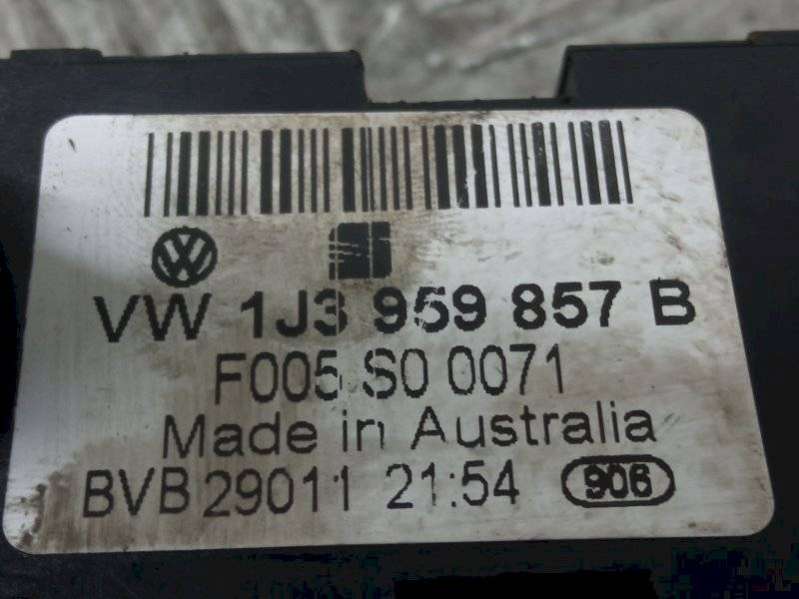 VW 1J3 959 857 B
F005 S0 0071
Made in Australia
BVB 29011 21:54 906